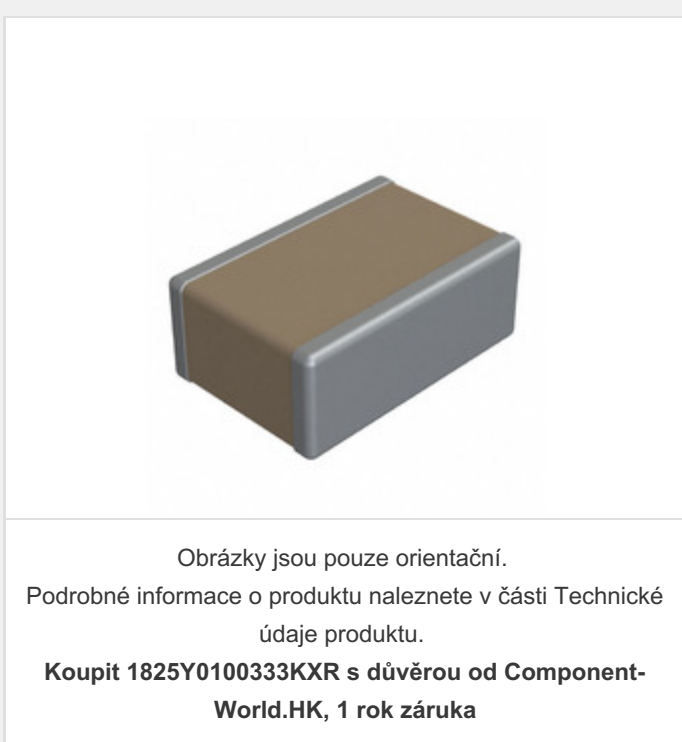 Obrázky jsou pouze orientační.
Podrobné informace o produktu naleznete v části Technické
údaje produktu.
Koupit 1825Y0100333KXR s důvěrou od Component-
World.HK, 1 rok záruka